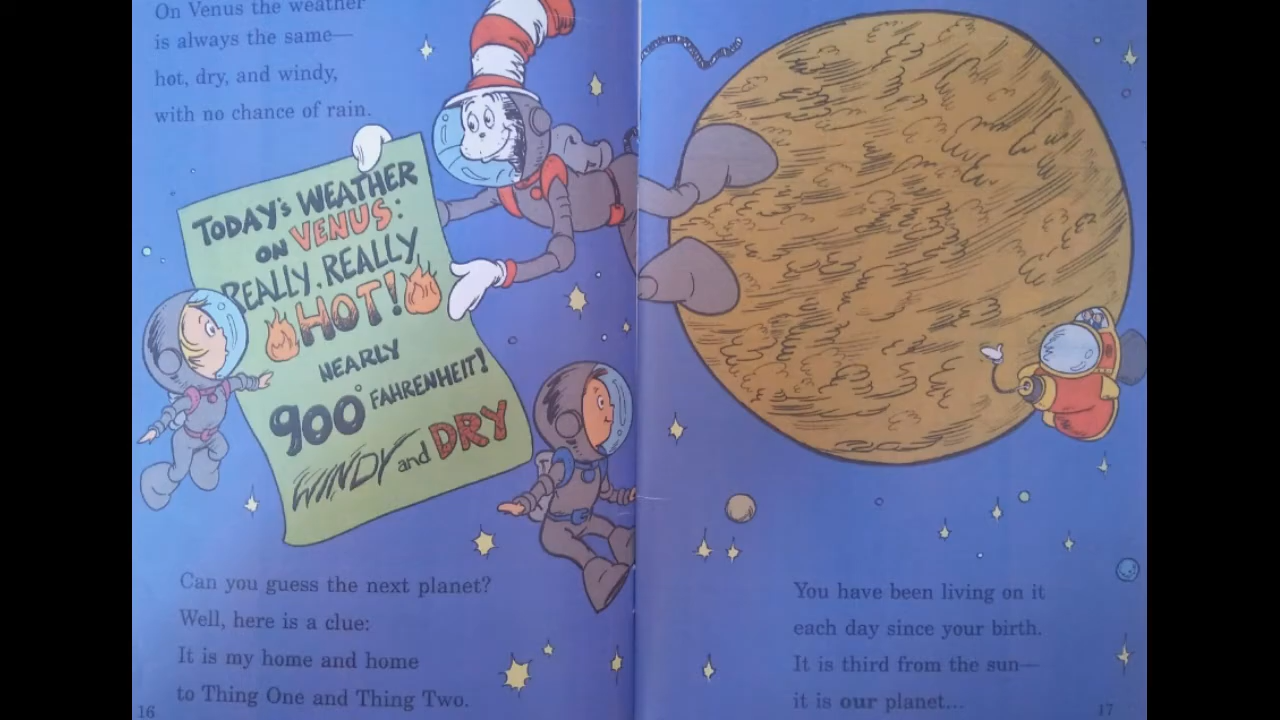 On Venus the weather
is always the same—
hot, dry, and windy,
with no chance of rain.
TODAY'S WEATHER
ON VENUS:
REALLY, REALLY
HOT!
NEARLY
900° FAHRENHEIT!
WINDY and DRY
Can you guess the next planet?
Well, here is a clue:
It is my home and home
to Thing One and Thing Two.
16
You have been living on it
each day since your birth.
It is third from the sun—
it is our planet...
17